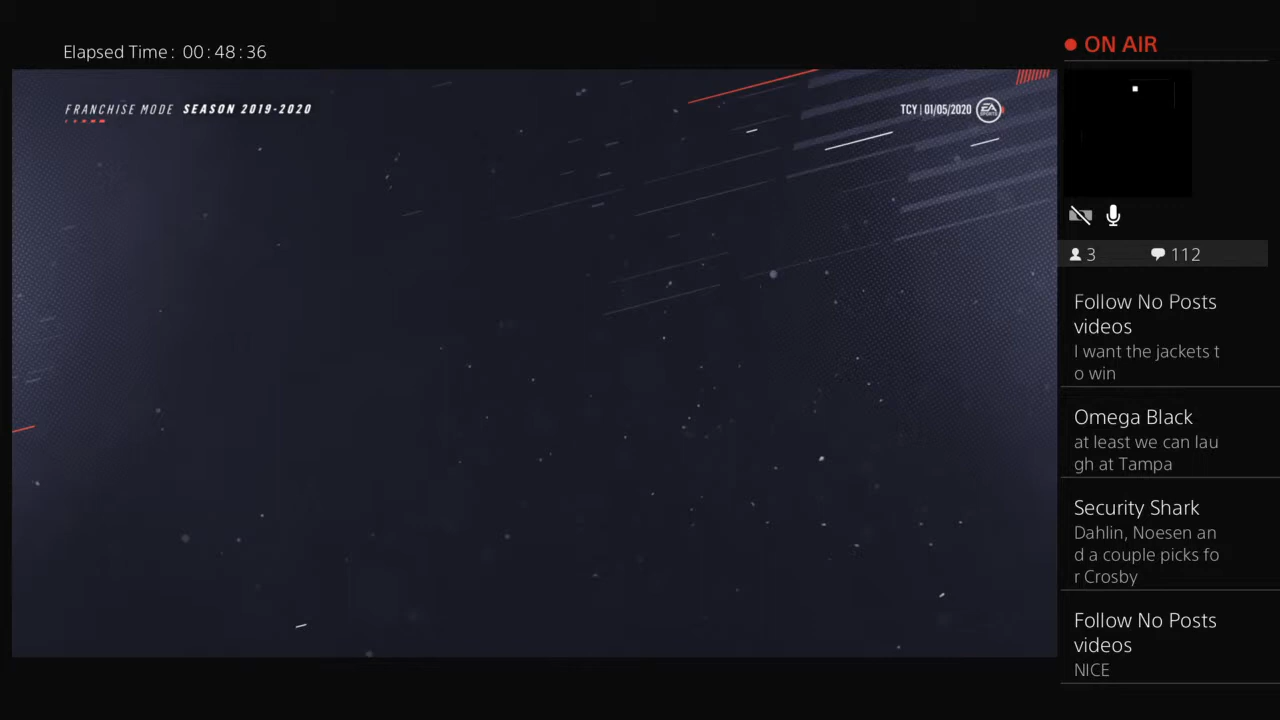 Elapsed Time: 00:48:36
ON AIR
FRANCHISE MODE SEASON 2019-2020
TCY | 01/05/2020
EA SPORTS
3 112
Follow No Posts
videos
I want the jackets t
o win
Omega Black
at least we can lau
gh at Tampa
Security Shark
Dahlin, Noesen an
d a couple picks fo
r Crosby
Follow No Posts
videos
NICE